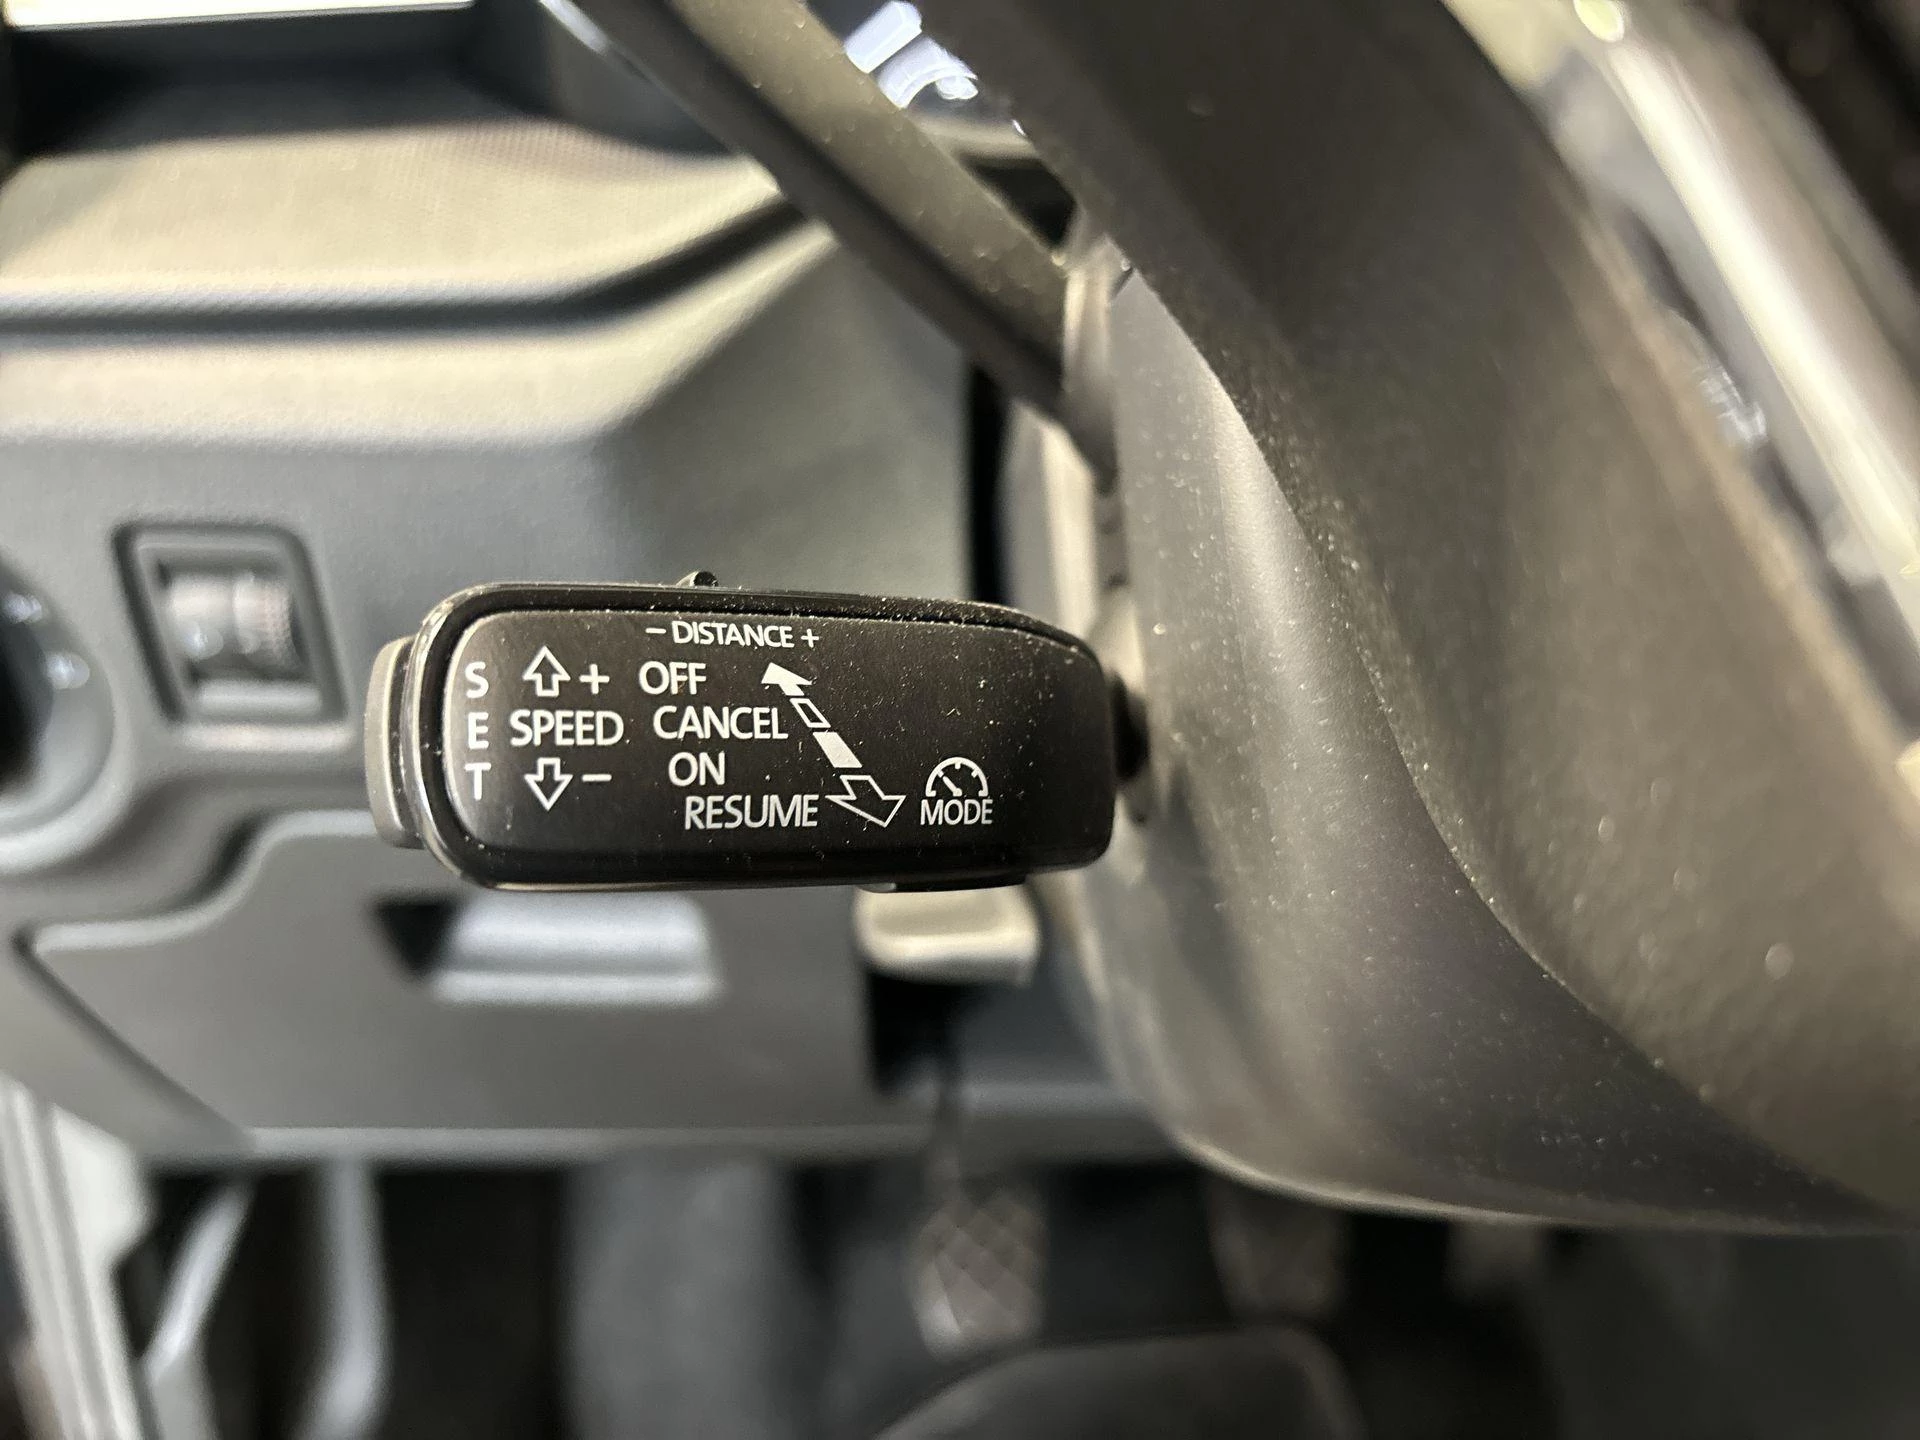 - DISTANCE +
S + OFF
E SPEED CANCEL
T - ON
RESUME MODE